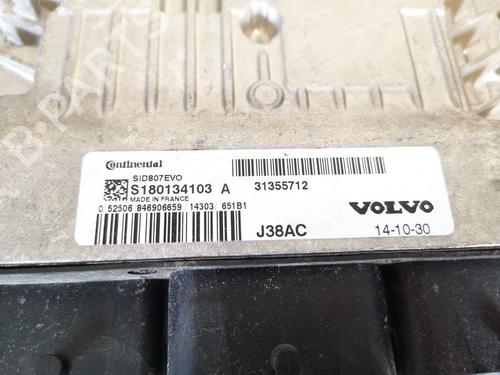 B-PARTS
Continental
SID807EVO
S180134103 A
MADE IN FRANCE
31355712
0 52506 846906659 14303 651B1
VOLVO
J38AC
14-10-30